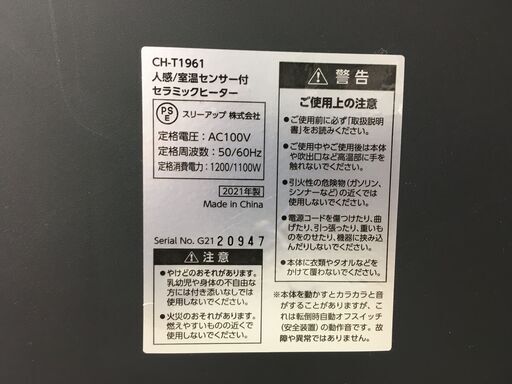 CH-T1961
人感/室温センサー付
セラミックヒーター
PS
E
スリーアップ 株式会社
定格電圧：AC100V
定格周波数：50/60Hz
定格消費電力：1200/1100W
2021年製
Made in China
Serial No. G21 20947
注意
●やけどのおそれがあります。
乳幼児や身体の不自由な
方には付き添いなしでは
使用しないでください。
●火災のおそれがあります。
燃えやすいものの近くで
使用しないでください。
警告
ご使用上の注意
●ご使用前に必ず「取扱説明
書」をお読みください。
●ご使用中やご使用後は本体
や吹出口など高温部に手を
触れないでください。
●引火性の危険物（ガソリン、
シンナーなど）の近くで
使用しないでください。
●電源コードを傷つけたり、曲
げたり、引っ張ったり、重いも
のをのせたり、機器に挟み込
んだりしないでください。
●本体に衣類やタオルなどを
かけて覆わないでください。
※本体を動かすとカラカラと音
がすることがありますが、こ
れは転倒時自動オフスイッチ
（安全装置）の動作音です。故
障や異常ではありません。